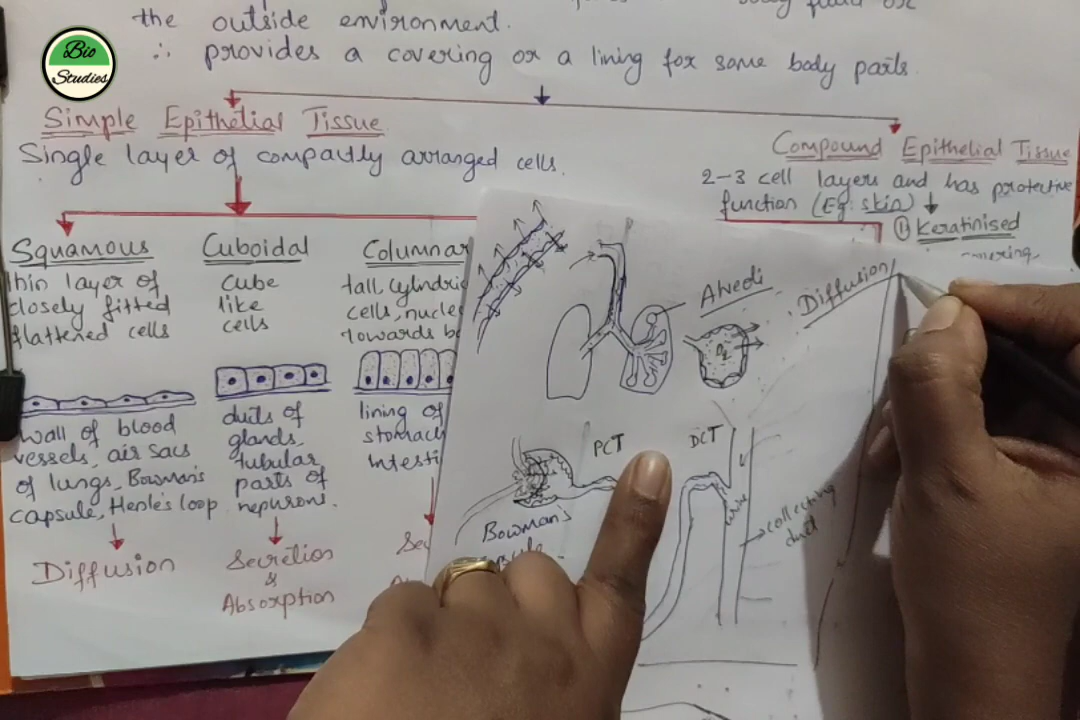 Bio
Studies
the outside environment.
∴ provides a covering or a lining for some body parts.
Simple Epithelial Tissue
Single layer of compactly arranged cells.
Compound Epithelial Tissue
2-3 cell layers and has protective
function (Eg: skin)
① Keratinised
Squamous
thin layer of
closely fitted
flattened cells
wall of blood
vessels, air sacs
of lungs, Bowman's
capsule, Henle's loop
Diffusion
Cuboidal
Cube
like
cells
ducts of
glands,
tubular
parts of
nephrons.
Secretion
&
Absorption
Columnar
tall, cylindric
cells, nucle
towards b
lining of
stomach
intesti
Sec
Alveoli
Diffusion
O2
PCT
DCT
Bowman's
urine
collecting
duct